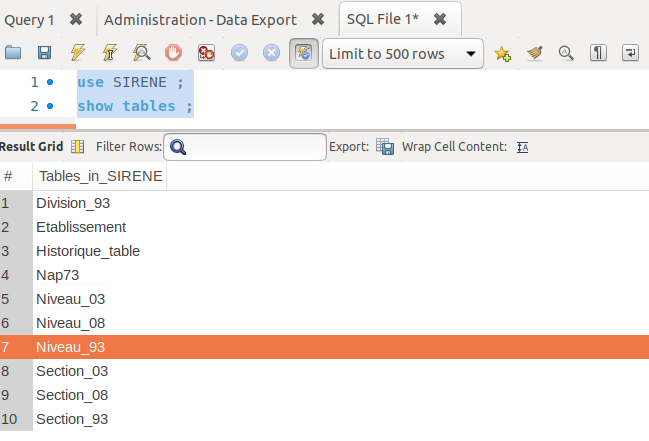 Query 1 Administration - Data Export SQL File 1*
Limit to 500 rows
1 use SIRENE ;
2 show tables ;
Result Grid Filter Rows: Export: Wrap Cell Content:
# Tables_in_SIRENE
1 Division_93
2 Etablissement
3 Historique_table
4 Nap73
5 Niveau_03
6 Niveau_08
7 Niveau_93
8 Section_03
9 Section_08
10 Section_93